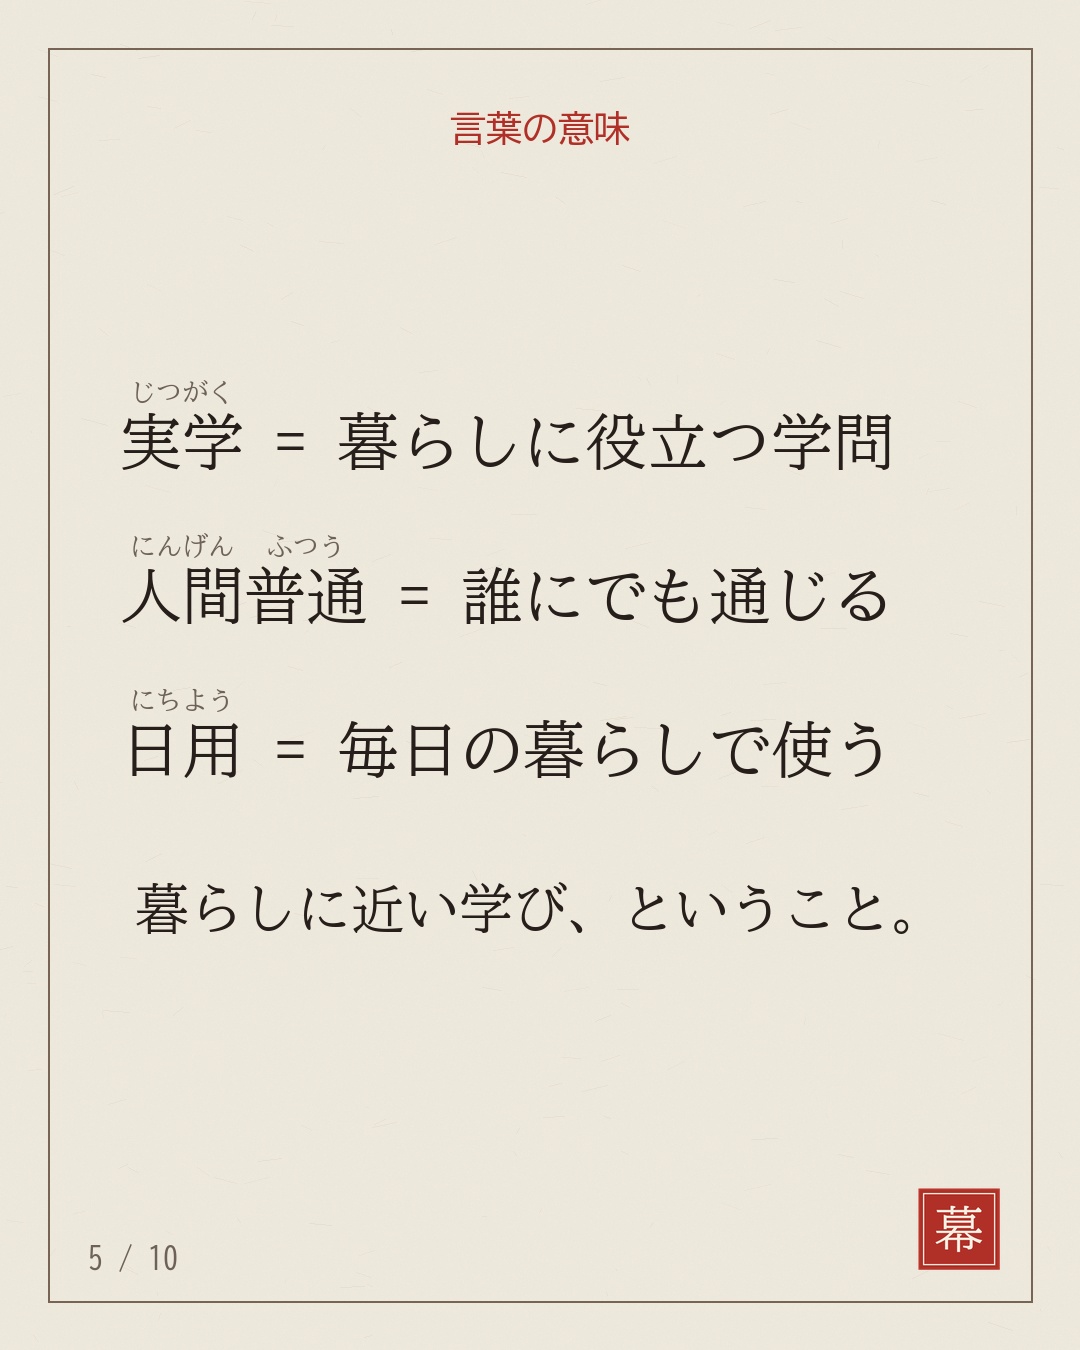 言葉の意味
じつがく
実学 = 暮らしに役立つ学問
にんげん ふつう
人間普通 = 誰にでも通じる
にちよう
日用 = 毎日の暮らしで使う
暮らしに近い学び、ということ。
幕
5 / 10